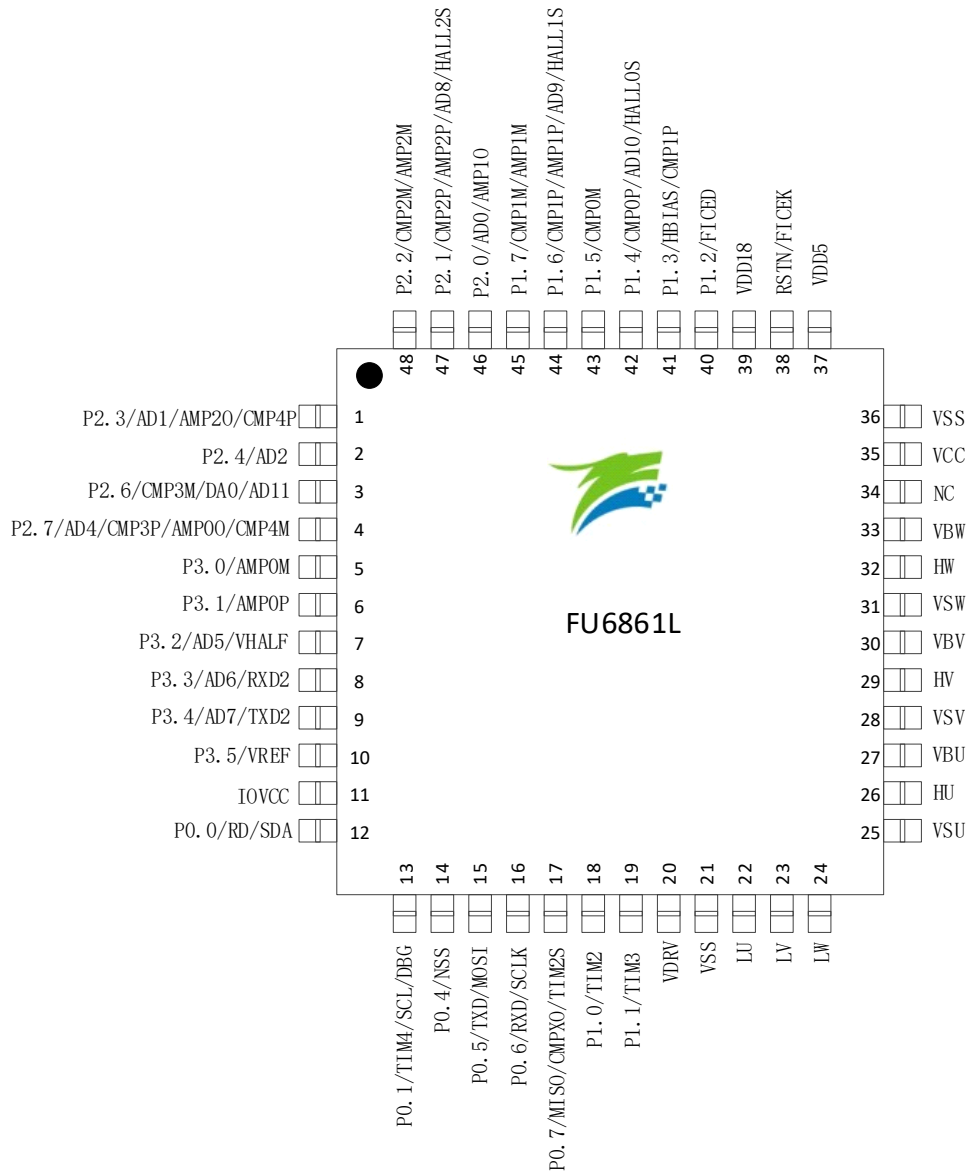 P2.2/CMP2M/AMP2M
P2.1/CMP2P/AMP2P/AD8/HALL2S
P2.0/AD0/AMP1O
P1.7/CMP1M/AMP1M
P1.6/CMP1P/AMP1P/AD9/HALL1S
P1.5/CMP0M
P1.4/CMP0P/AD10/HALL0S
P1.3/HBIAS/CMP1P
P1.2/FICED
VDD18
RSTN/FICEK
VDD5
48
47
46
45
44
43
42
41
40
39
38
37
P2.3/AD1/AMP2O/CMP4P 1
P2.4/AD2 2
P2.6/CMP3M/DA0/AD11 3
P2.7/AD4/CMP3P/AMP0O/CMP4M 4
P3.0/AMP0M 5
P3.1/AMP0P 6
P3.2/AD5/VHALF 7
P3.3/AD6/RXD2 8
P3.4/AD7/TXD2 9
P3.5/VREF 10
IOVCC 11
P0.0/RD/SDA 12
FU6861L
36 VSS
35 VCC
34 NC
33 VBW
32 HW
31 VSW
30 VBV
29 HV
28 VSV
27 VBU
26 HU
25 VSU
13
14
15
16
17
18
19
20
21
22
23
24
P0.1/TIM4/SCL/DBG
P0.4/NSS
P0.5/TXD/MOSI
P0.6/RXD/SCLK
P0.7/MISO/CMPXO/TIM2S
P1.0/TIM2
P1.1/TIM3
VDRV
VSS
LU
LV
LW